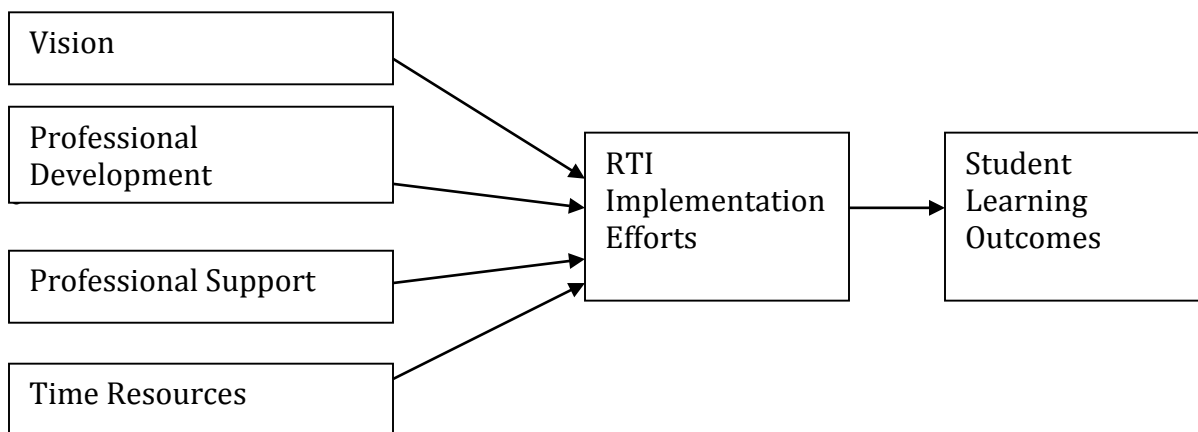 Vision
Professional
Development
Professional Support
Time Resources
RTI
Implementation
Efforts
Student
Learning
Outcomes